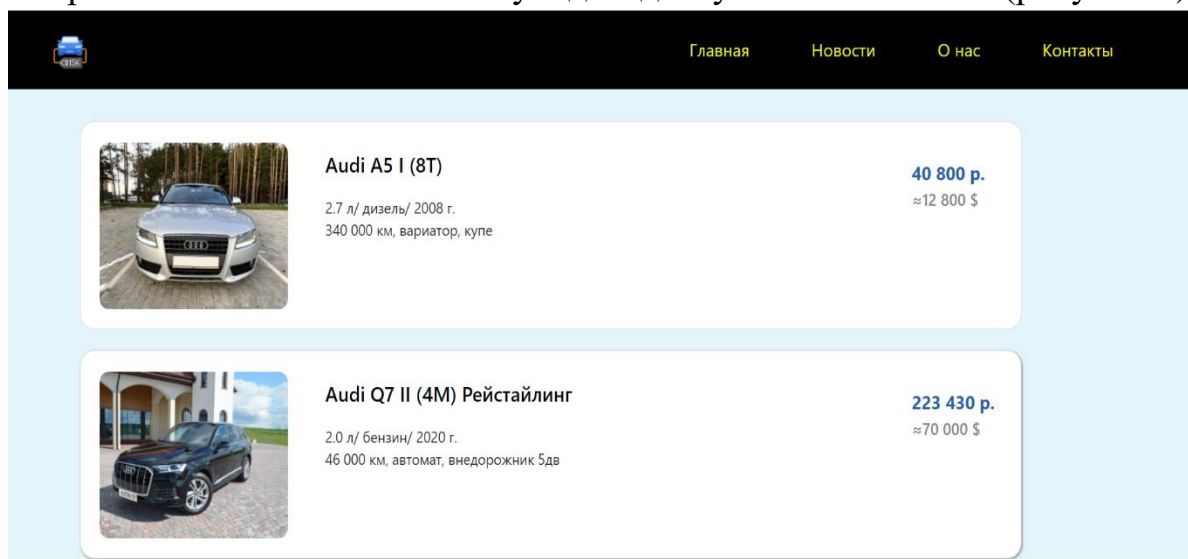 Главная Новости О нас Контакты
Audi A5 I (8T)
2.7 л/ дизель/ 2008 г.
340 000 км, вариатор, купе
40 800 р.
≈12 800 $
Audi Q7 II (4M) Рейстайлинг
2.0 л/ бензин/ 2020 г.
46 000 км, автомат, внедорожник 5дв
223 430 р.
≈70 000 $